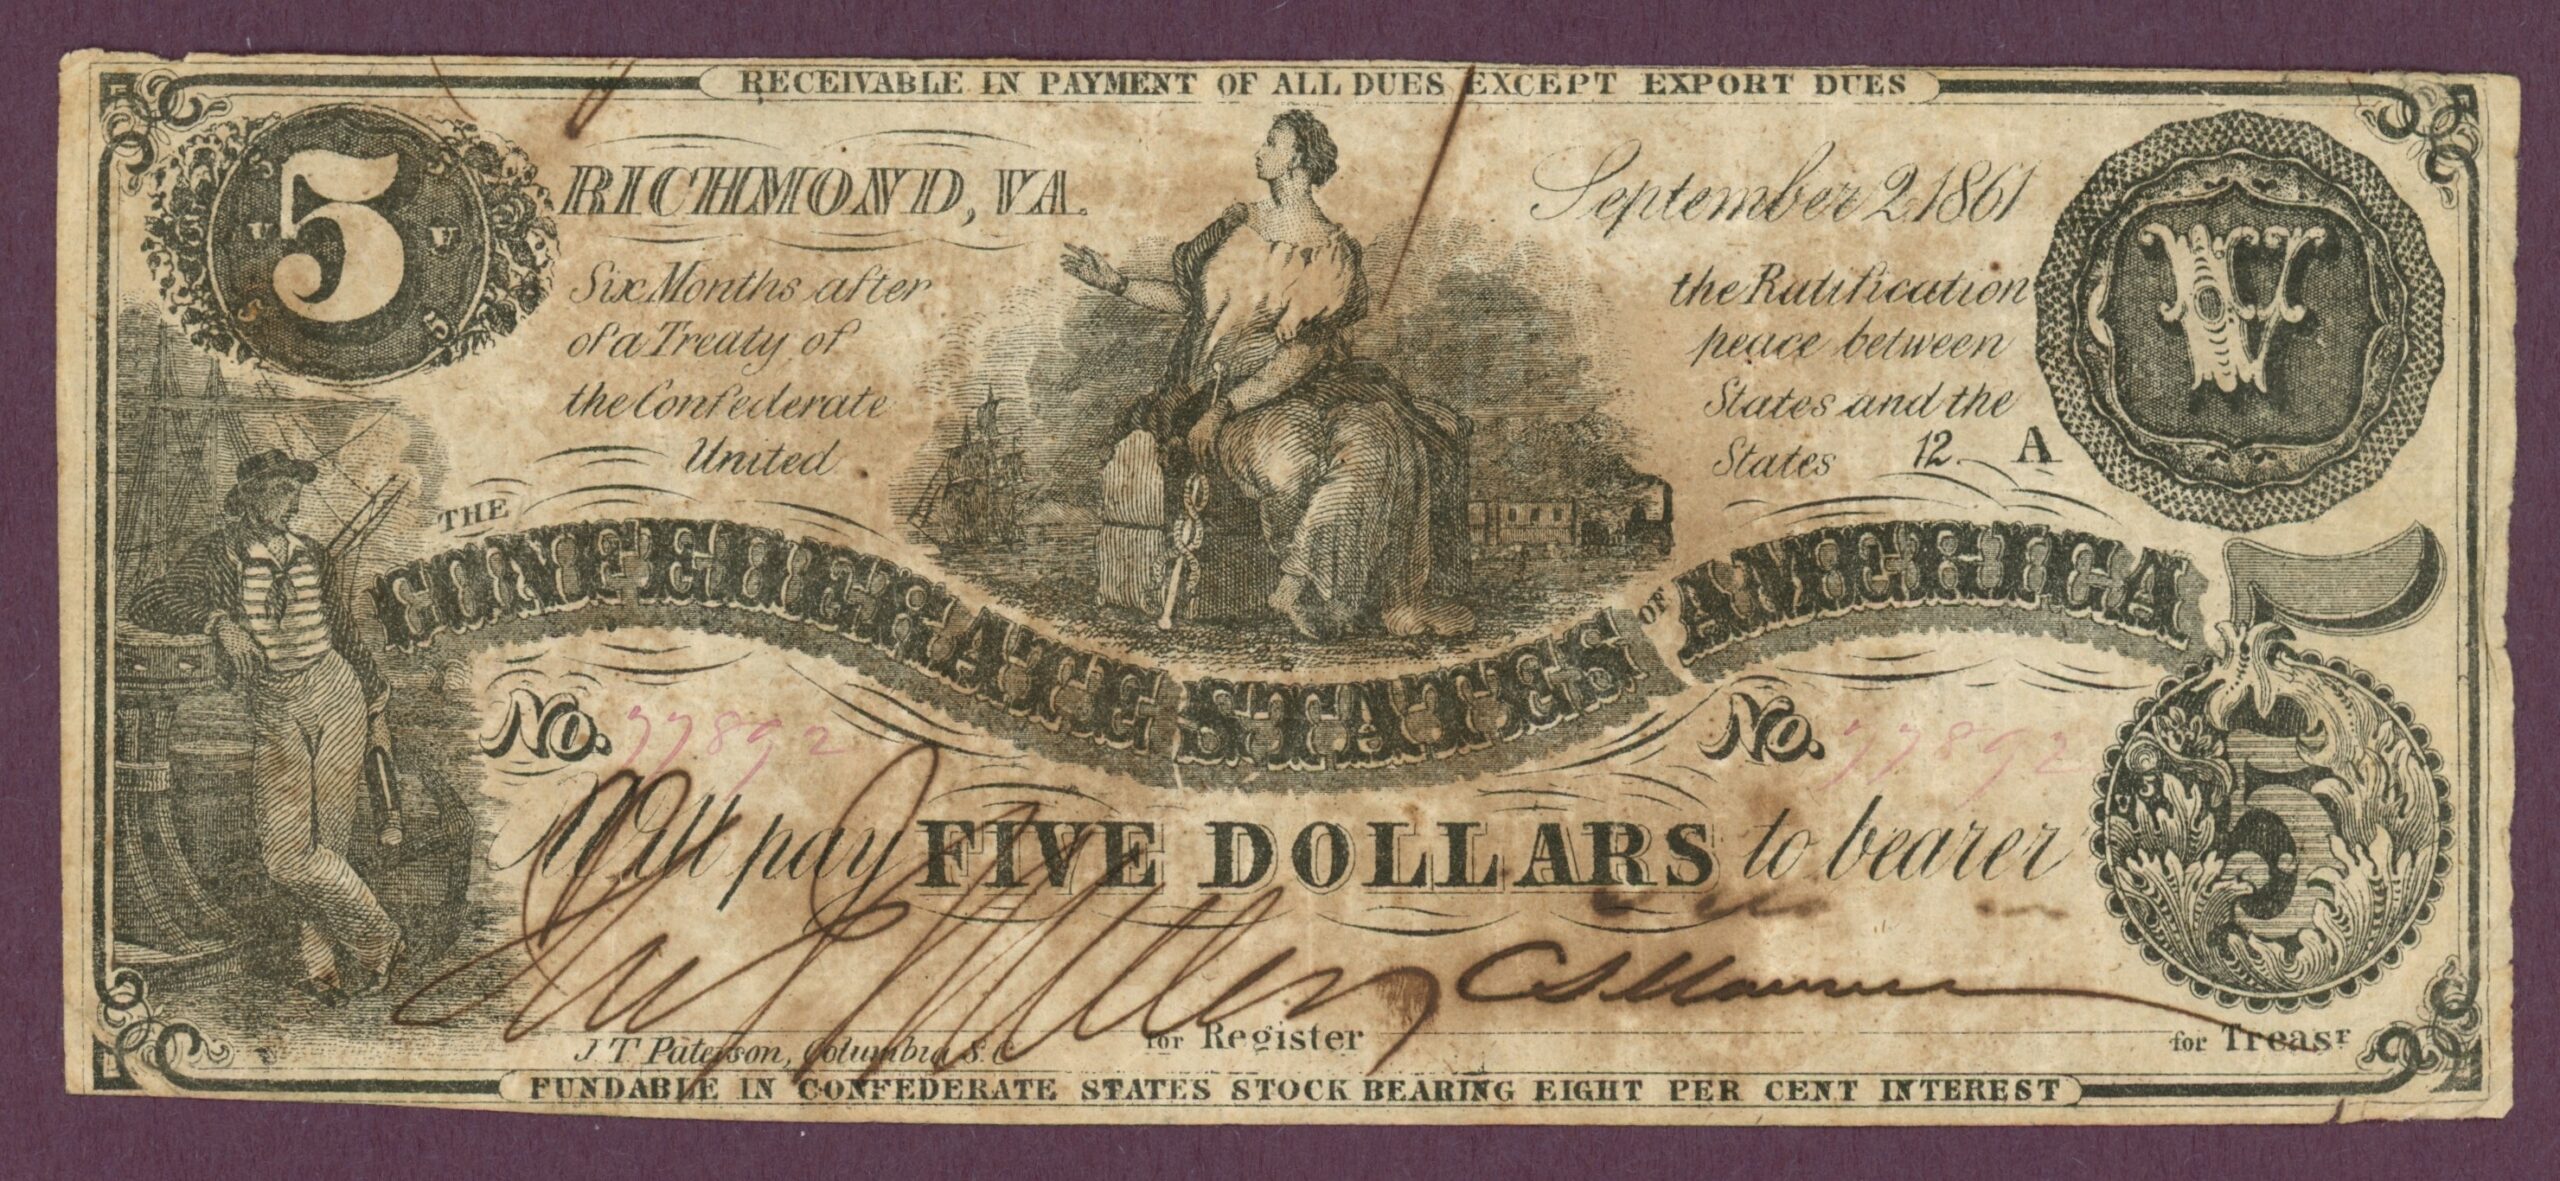 RECEIVABLE IN PAYMENT OF ALL DUES EXCEPT EXPORT DUES
5
RICHMOND, VA.
September 2, 1861
V
Six Months after the Ratification
of a Treaty of peace between
the Confederate States and the
United States 12. A
THE CONFEDERATE STATES OF AMERICA
No. 77892
No. 77892
Will pay FIVE DOLLARS to bearer
5
J T Paterson, Columbia S.C
for Register
for Treasr
FUNDABLE IN CONFEDERATE STATES STOCK BEARING EIGHT PER CENT INTEREST